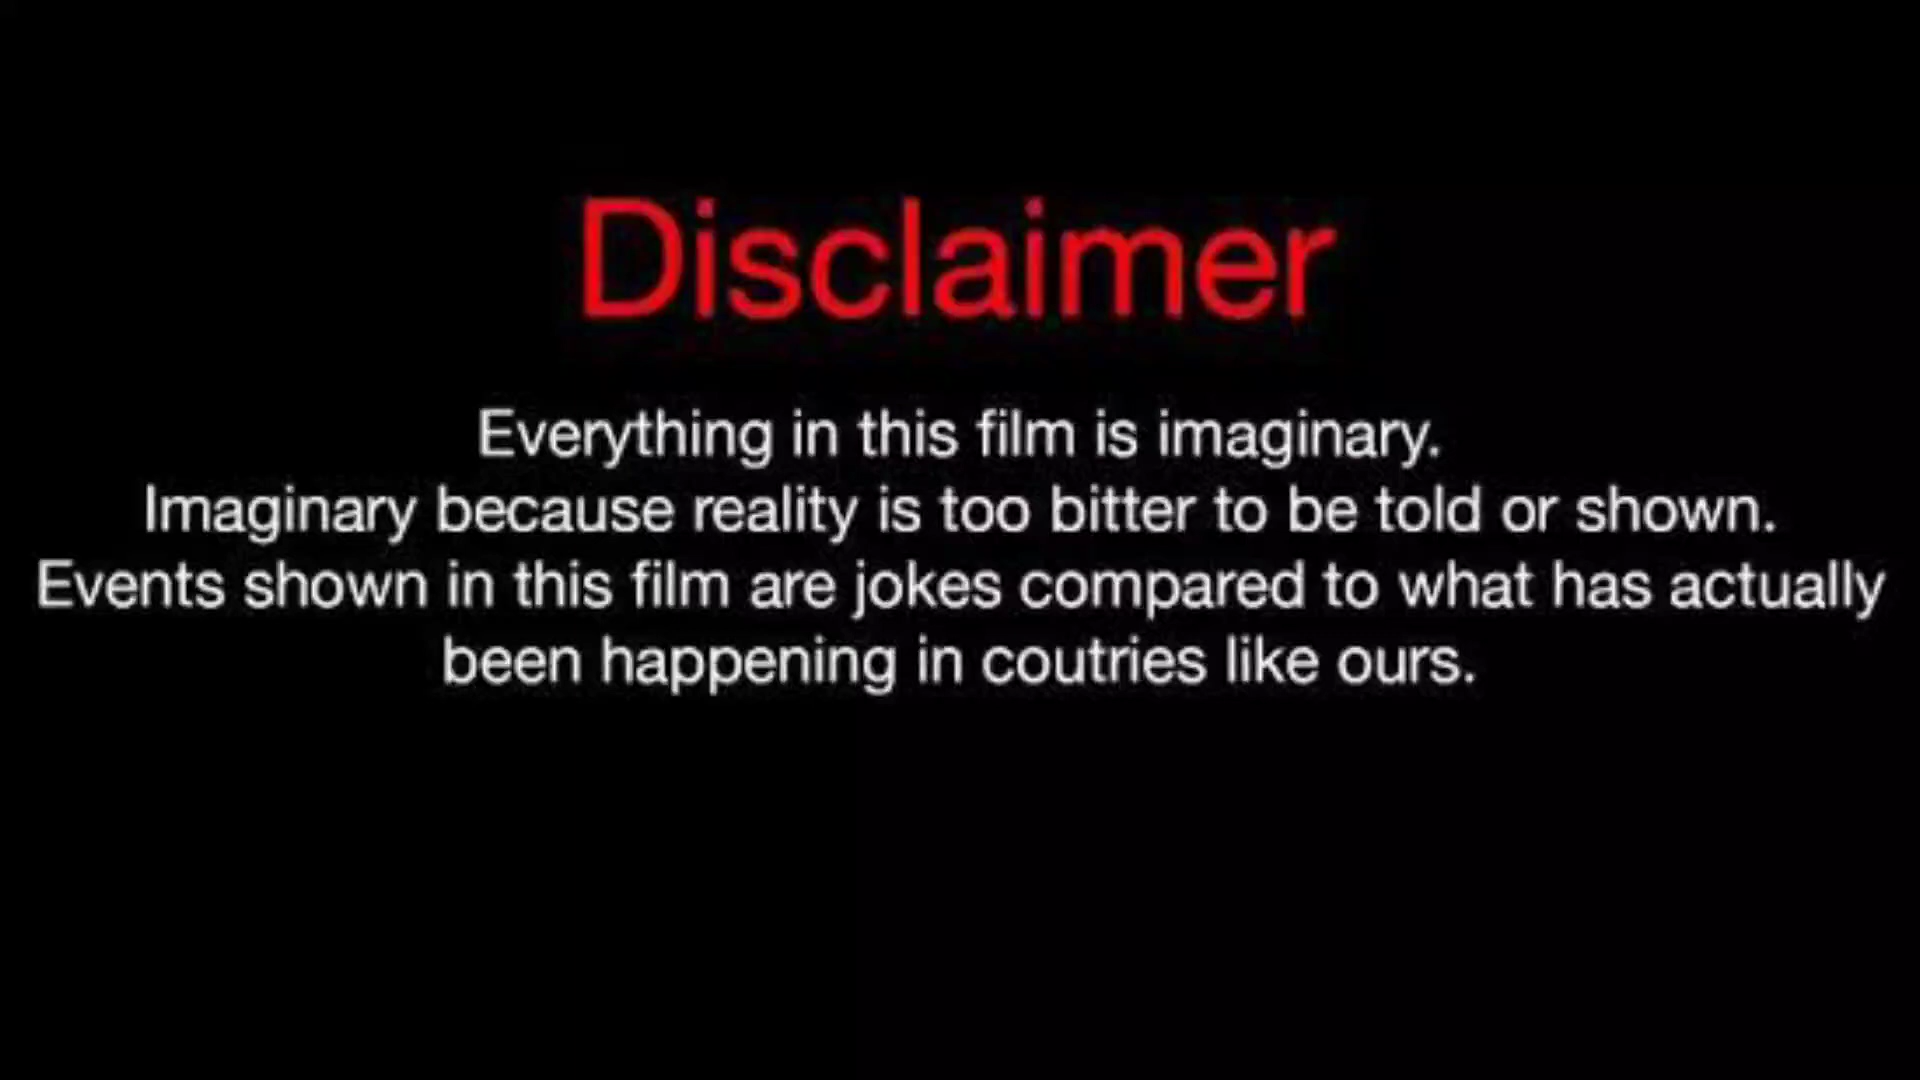 Disclaimer
Everything in this film is imaginary.
Imaginary because reality is too bitter to be told or shown.
Events shown in this film are jokes compared to what has actually
been happening in coutries like ours.